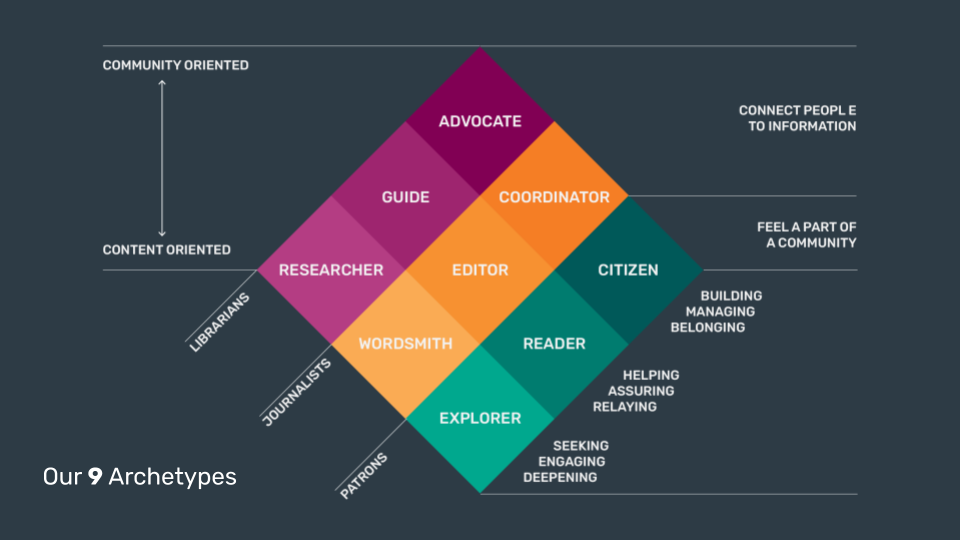 COMMUNITY ORIENTED
CONTENT ORIENTED
ADVOCATE
GUIDE
COORDINATOR
RESEARCHER
EDITOR
CITIZEN
WORDSMITH
READER
EXPLORER
CONNECT PEOPL E
TO INFORMATION
FEEL A PART OF
A COMMUNITY
LIBRARIANS
JOURNALISTS
PATRONS
BUILDING
MANAGING
BELONGING
HELPING
ASSURING
RELAYING
SEEKING
ENGAGING
DEEPENING
Our 9 Archetypes